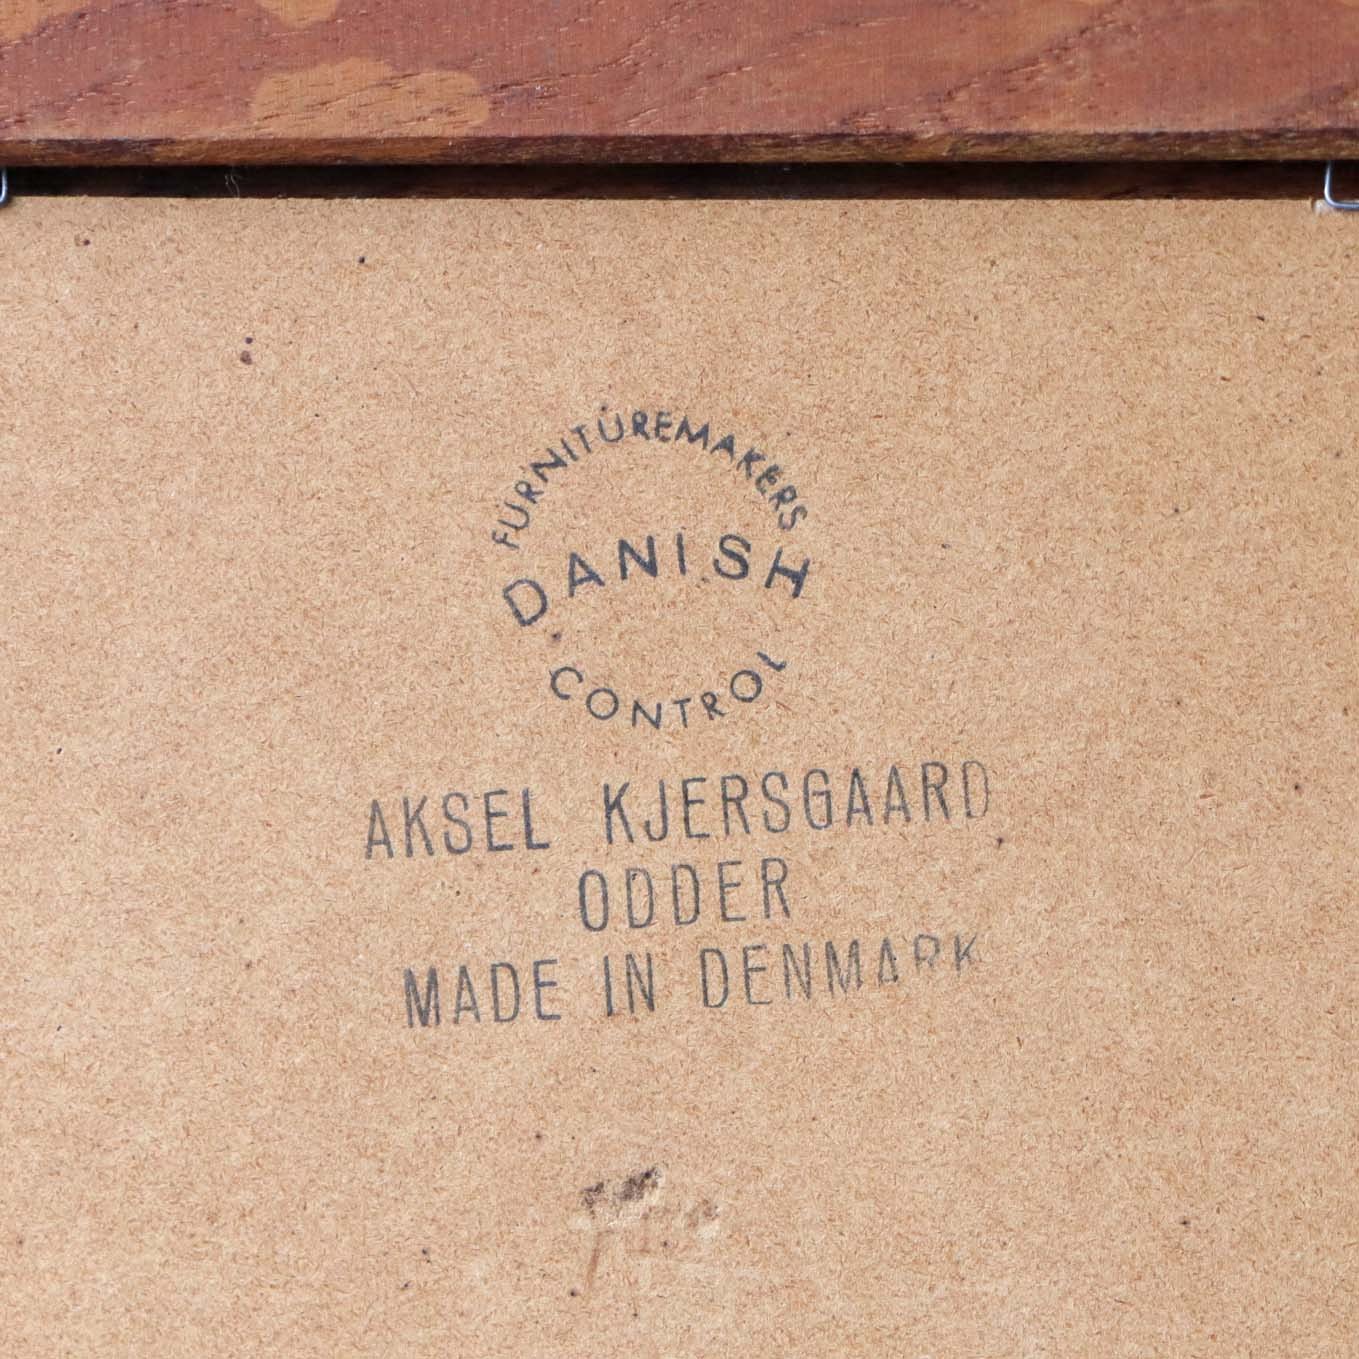 FURNITUREMAKERS
DANISH
CONTROL
AKSEL KJERSGAARD
ODDER
MADE IN DENMARK